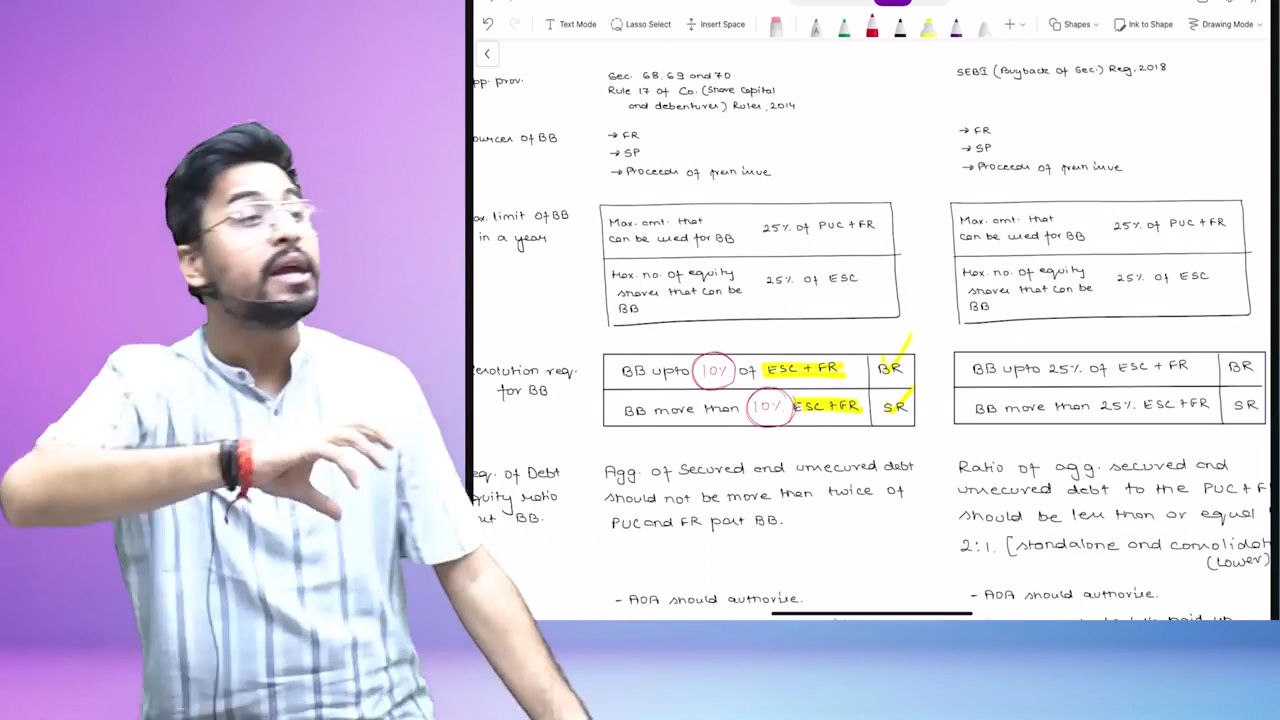 Text Mode Lasso Select Insert Space Shapes Ink to Shape Drawing Mode
pp. prov.
Sec. 68, 69 and 70
Rule 17 of Co. (Share Capital
and debentures) Rules, 2014
SEBI (Buyback of Sec.) Reg, 2018
ources of BB
→ FR
→ SP
→ Proceeds of prem issue
→ FR
→ SP
→ Proceeds of prem issue
ax. limit of BB
in a year
Max. amt. that
can be used for BB
25% of PUC + FR
Max. no. of equity
shares that can be
BB
25% of ESC
Max. amt. that
can be used for BB
25% of PUC + FR
Max. no. of equity
shares that can be
BB
25% of ESC
esolution req.
for BB
BB upto 10% of ESC + FR BR
BB more than 10% ESC + FR SR
BB upto 25% of ESC + FR BR
BB more than 25% ESC + FR SR
eq. of Debt
quity ratio
BB.
Agg. of Secured and unsecured debt
should not be more than twice of
PUC and FR post BB.
Ratio of agg. secured and
unsecured debt to the PUC + F
should be less than or equal
2:1. [standalone and consolidat
(Lower)
- AOA should authorise.
- AOA should authorise.